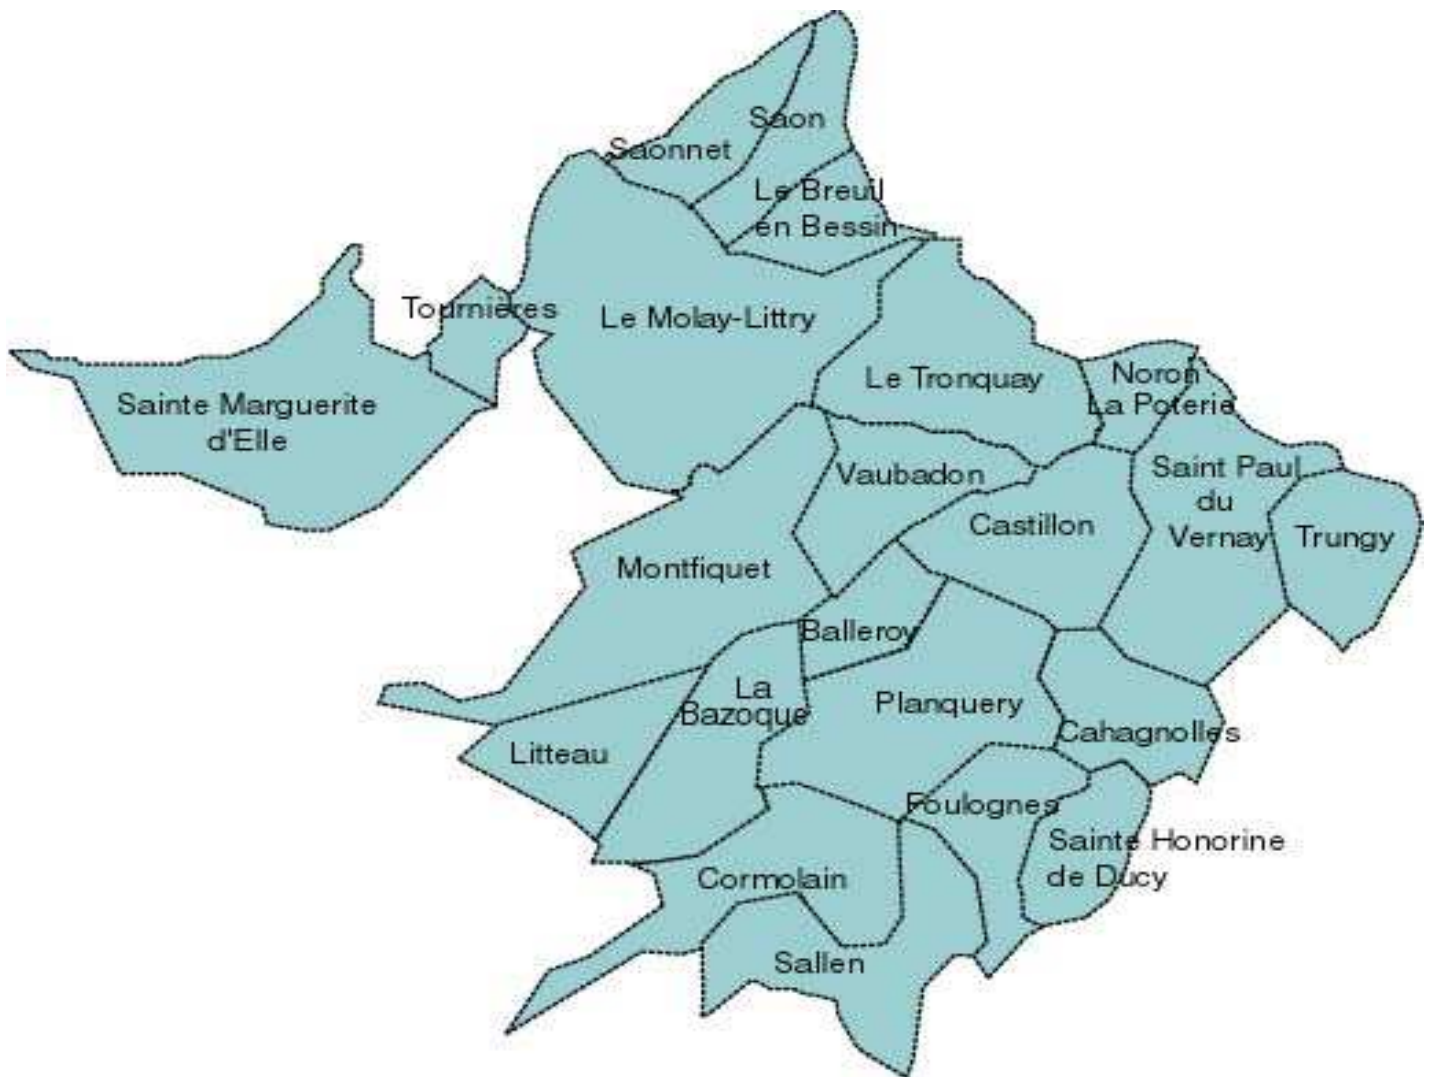 Saon
Saonnet
Le Breuil
en Bessin
Tournières
Le Molay-Littry
Le Tronquay
Noron
La Poterie
Sainte Marguerite
d'Elle
Vaubadon
Saint Paul
du
Vernay
Castillon
Trungy
Montfiquet
Balleroy
La
Bazoque
Planquery
Cahagnolles
Litteau
Foulognes
Sainte Honorine
de Ducy
Cormolain
Sallen